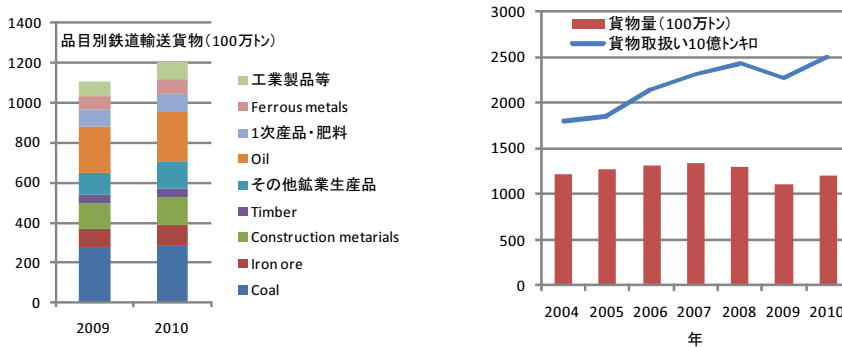 品目別鉄道輸送貨物（100万トン）
1400
1200
1000
800
600
400
200
0
2009
2010
工業製品等
Ferrous metals
1次産品・肥料
Oil
その他鉱業生産品
Timber
Construction metarials
Iron ore
Coal
3000
2500
2000
1500
1000
500
0
貨物量（100万トン）
貨物取扱い10億トンキロ
2004 2005 2006 2007 2008 2009 2010
年